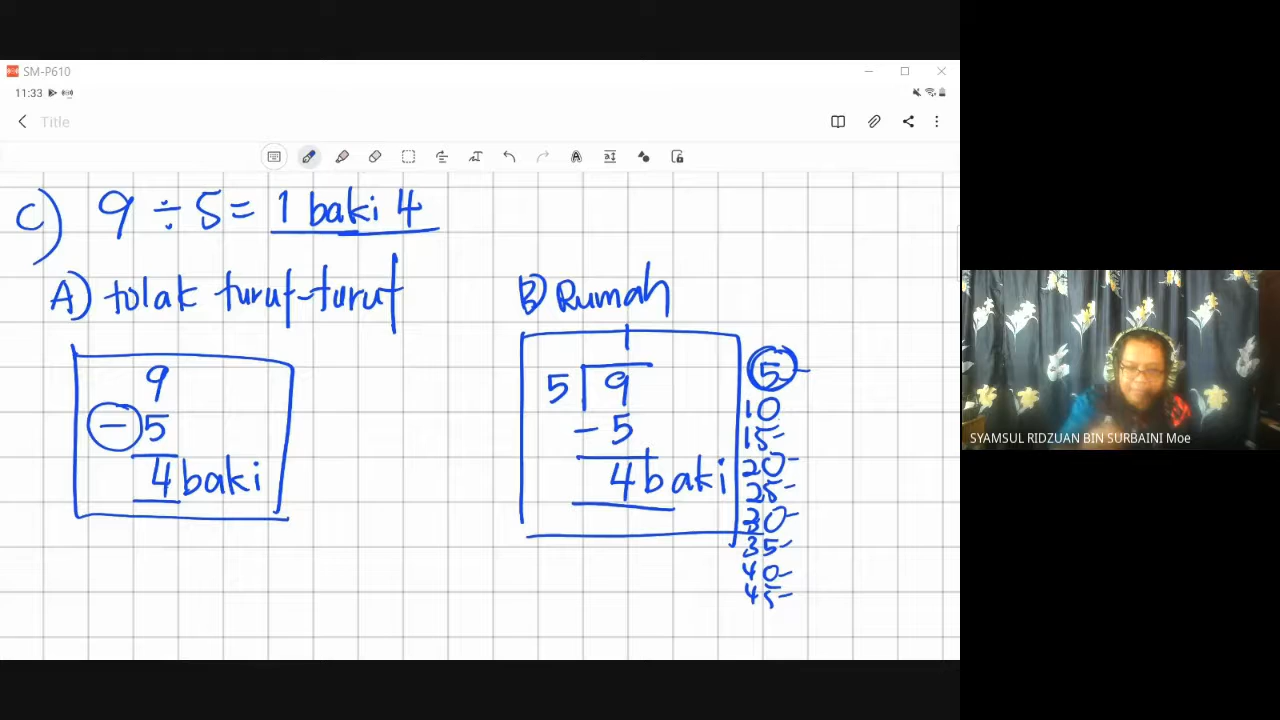 SM-P610
11:33
Title
C) 9 ÷ 5 = 1 baki 4
A) tolak turut-turut
9
- 5
4 baki
B) Rumah
1
5 9
- 5
4 baki
5
10
15
20
25
30
35
40
45
SYAMSUL RIDZUAN BIN SURBAINI Moe